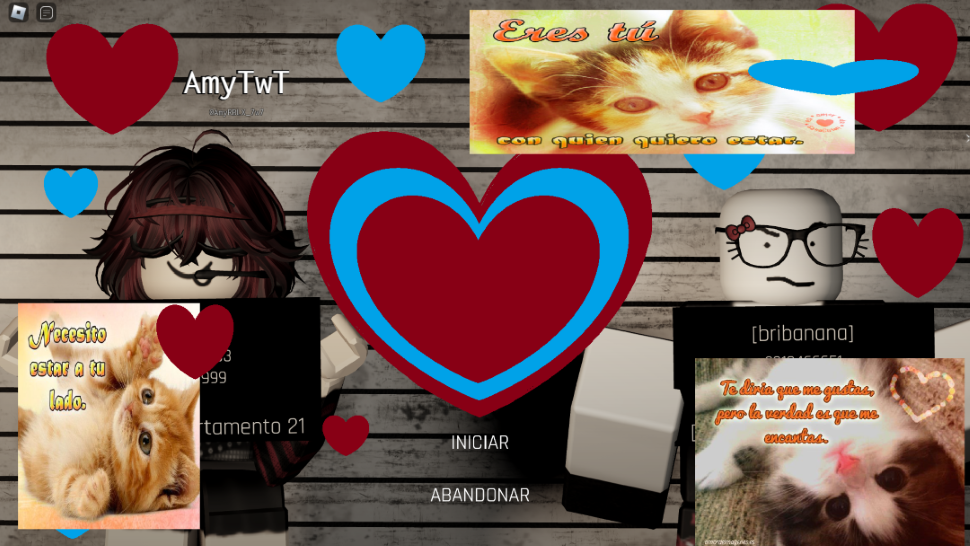 AmyTwT
Eres tú
con quien quiero estar.
Necesito
estar a tu
lado.
999
rtamento 21
[bribanana]
Te diría que me gustas,
pero la verdad es que me
encantas.
INICIAR
ABANDONAR